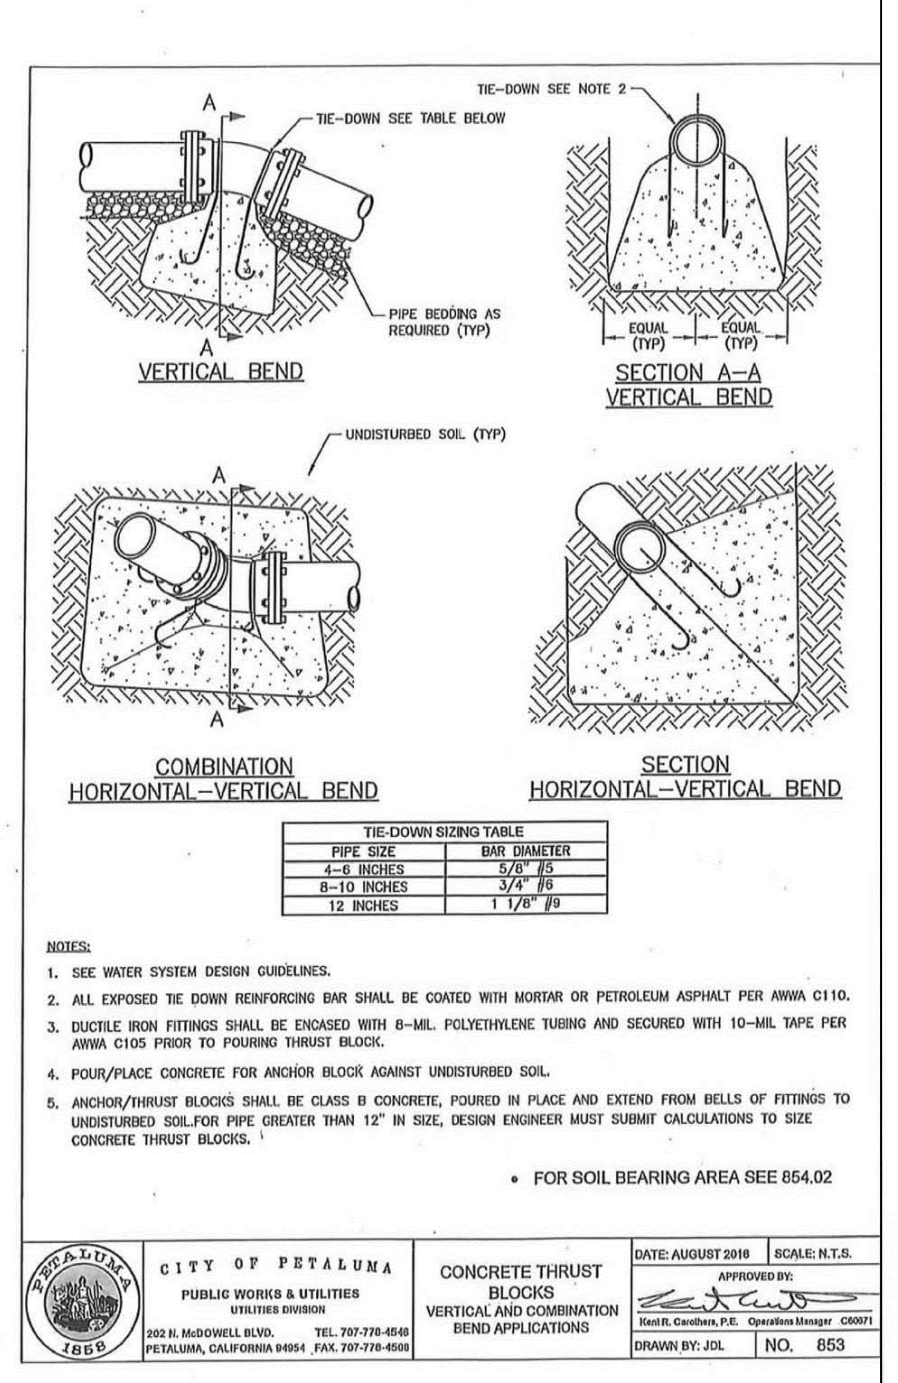 A
TIE-DOWN SEE TABLE BELOW
PIPE BEDDING AS
REQUIRED (TYP)
A
VERTICAL BEND
TIE-DOWN SEE NOTE 2
EQUAL
(TYP)
EQUAL
(TYP)
SECTION A-A
VERTICAL BEND
UNDISTURBED SOIL (TYP)
A
A
COMBINATION
HORIZONTAL-VERTICAL BEND
SECTION
HORIZONTAL-VERTICAL BEND
TIE-DOWN SIZING TABLE
PIPE SIZE BAR DIAMETER
4-6 INCHES 5/8" #5
8-10 INCHES 3/4" #6
12 INCHES 1 1/8" #9
NOTES:
1. SEE WATER SYSTEM DESIGN GUIDELINES.
2. ALL EXPOSED TIE DOWN REINFORCING BAR SHALL BE COATED WITH MORTAR OR PETROLEUM ASPHALT PER AWWA C110.
3. DUCTILE IRON FITTINGS SHALL BE ENCASED WITH 8-MIL. POLYETHYLENE TUBING AND SECURED WITH 10-MIL TAPE PER
AWWA C105 PRIOR TO POURING THRUST BLOCK.
4. POUR/PLACE CONCRETE FOR ANCHOR BLOCK AGAINST UNDISTURBED SOIL.
5. ANCHOR/THRUST BLOCKS SHALL BE CLASS B CONCRETE, POURED IN PLACE AND EXTEND FROM BELLS OF FITTINGS TO
UNDISTURBED SOIL.FOR PIPE GREATER THAN 12" IN SIZE, DESIGN ENGINEER MUST SUBMIT CALCULATIONS TO SIZE
CONCRETE THRUST BLOCKS.
• FOR SOIL BEARING AREA SEE 854.02
PETALUMA
1858
CITY OF PETALUMA
PUBLIC WORKS & UTILITIES
UTILITIES DIVISION
202 N. McDOWELL BLVD. TEL. 707-778-4546
PETALUMA, CALIFORNIA 94954 FAX. 707-778-4508
CONCRETE THRUST
BLOCKS
VERTICAL AND COMBINATION
BEND APPLICATIONS
DATE: AUGUST 2016 SCALE: N.T.S.
APPROVED BY:
Kent R. Carothers, P.E. Operations Manager C60071
DRAWN BY: JDL NO. 853